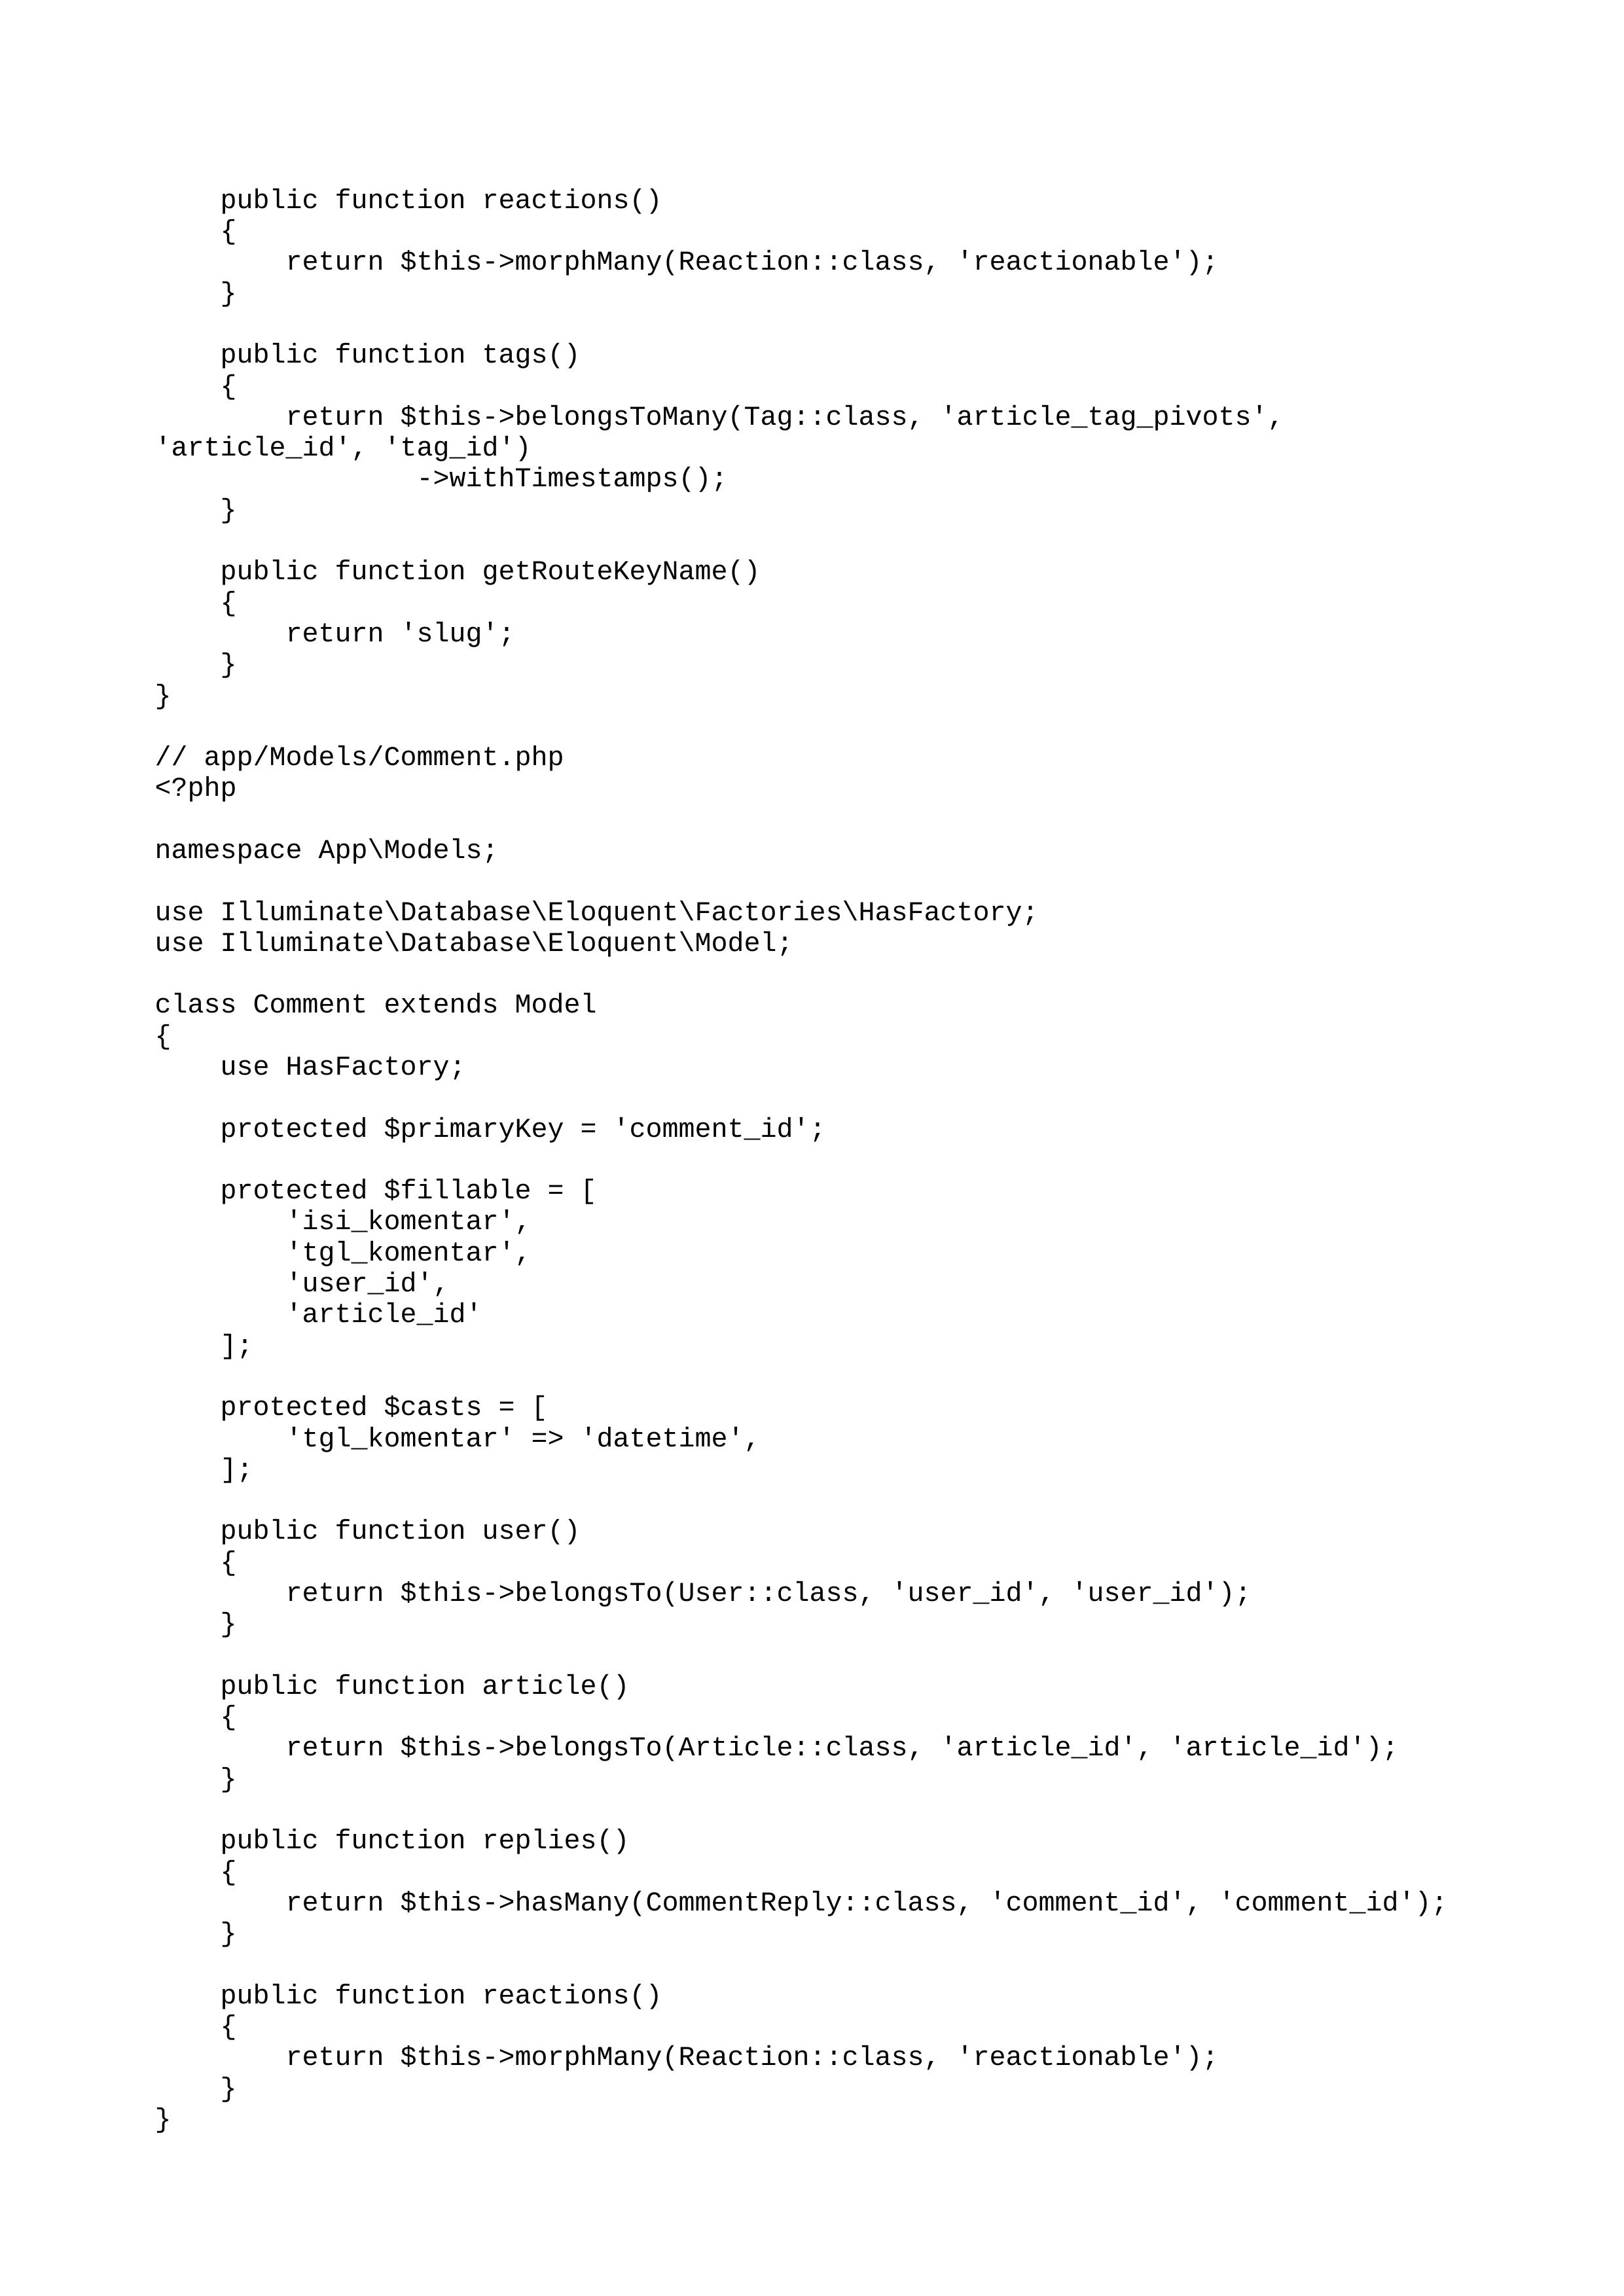 public function reactions()
    {
        return $this->morphMany(Reaction::class, 'reactionable');
    }

    public function tags()
    {
        return $this->belongsToMany(Tag::class, 'article_tag_pivots',
'article_id', 'tag_id')
                ->withTimestamps();
    }

    public function getRouteKeyName()
    {
        return 'slug';
    }
}

// app/Models/Comment.php
<?php

namespace App\Models;

use Illuminate\Database\Eloquent\Factories\HasFactory;
use Illuminate\Database\Eloquent\Model;

class Comment extends Model
{
    use HasFactory;

    protected $primaryKey = 'comment_id';

    protected $fillable = [
        'isi_komentar',
        'tgl_komentar',
        'user_id',
        'article_id'
    ];

    protected $casts = [
        'tgl_komentar' => 'datetime',
    ];

    public function user()
    {
        return $this->belongsTo(User::class, 'user_id', 'user_id');
    }

    public function article()
    {
        return $this->belongsTo(Article::class, 'article_id', 'article_id');
    }

    public function replies()
    {
        return $this->hasMany(CommentReply::class, 'comment_id', 'comment_id');
    }

    public function reactions()
    {
        return $this->morphMany(Reaction::class, 'reactionable');
    }
}